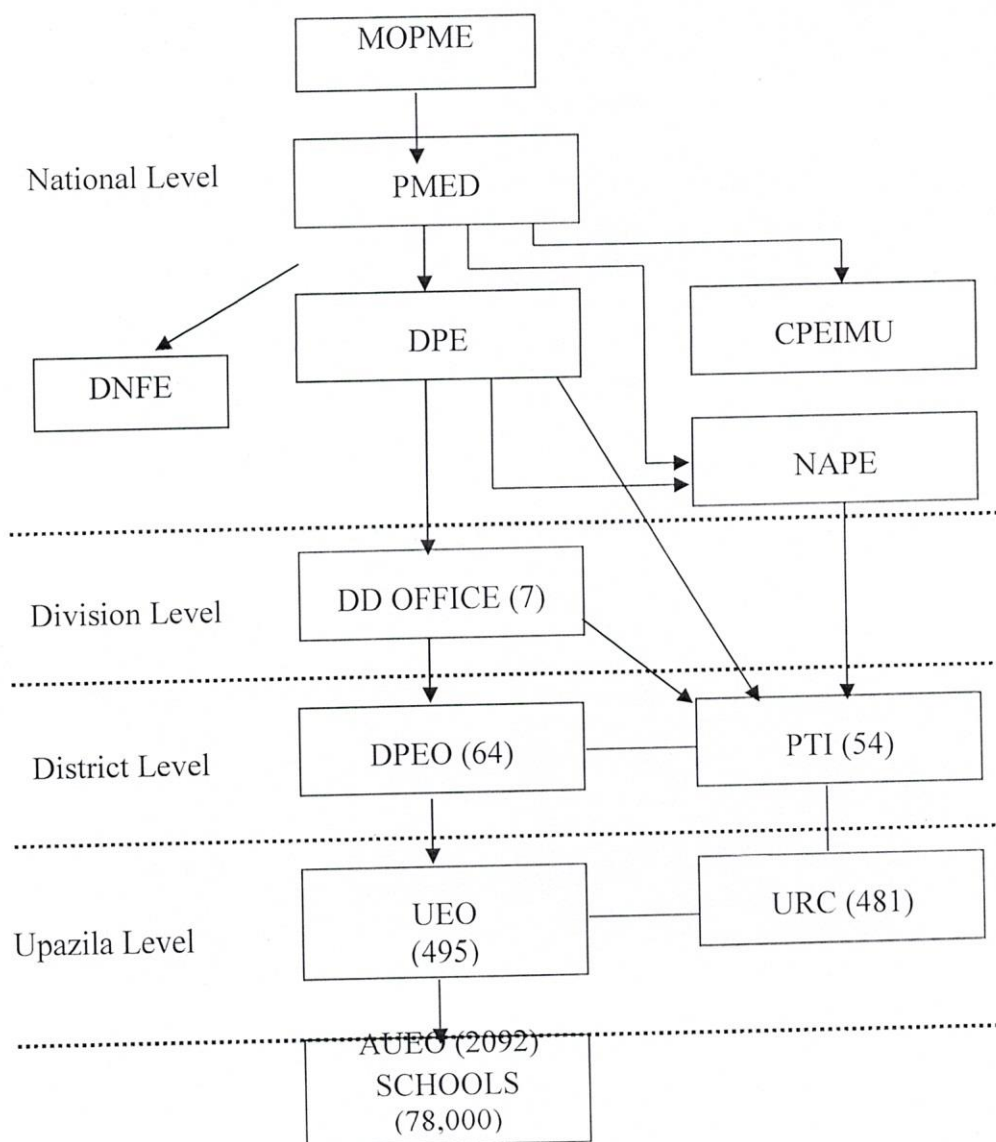 MOPME
National Level
PMED
DPE
CPEIMU
DNFE
NAPE
Division Level
DD OFFICE (7)
District Level
DPEO (64)
PTI (54)
Upazila Level
UEO
(495)
URC (481)
AUEO (2092)
SCHOOLS
(78,000)